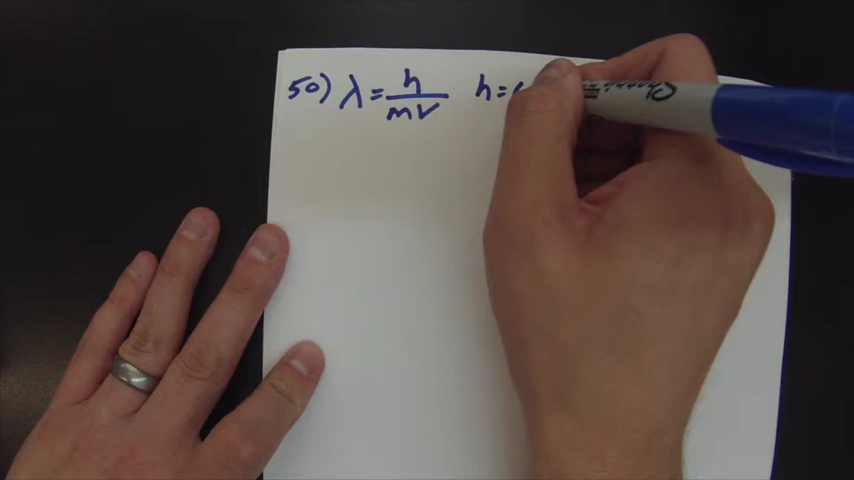 50) λ = h/mv h =